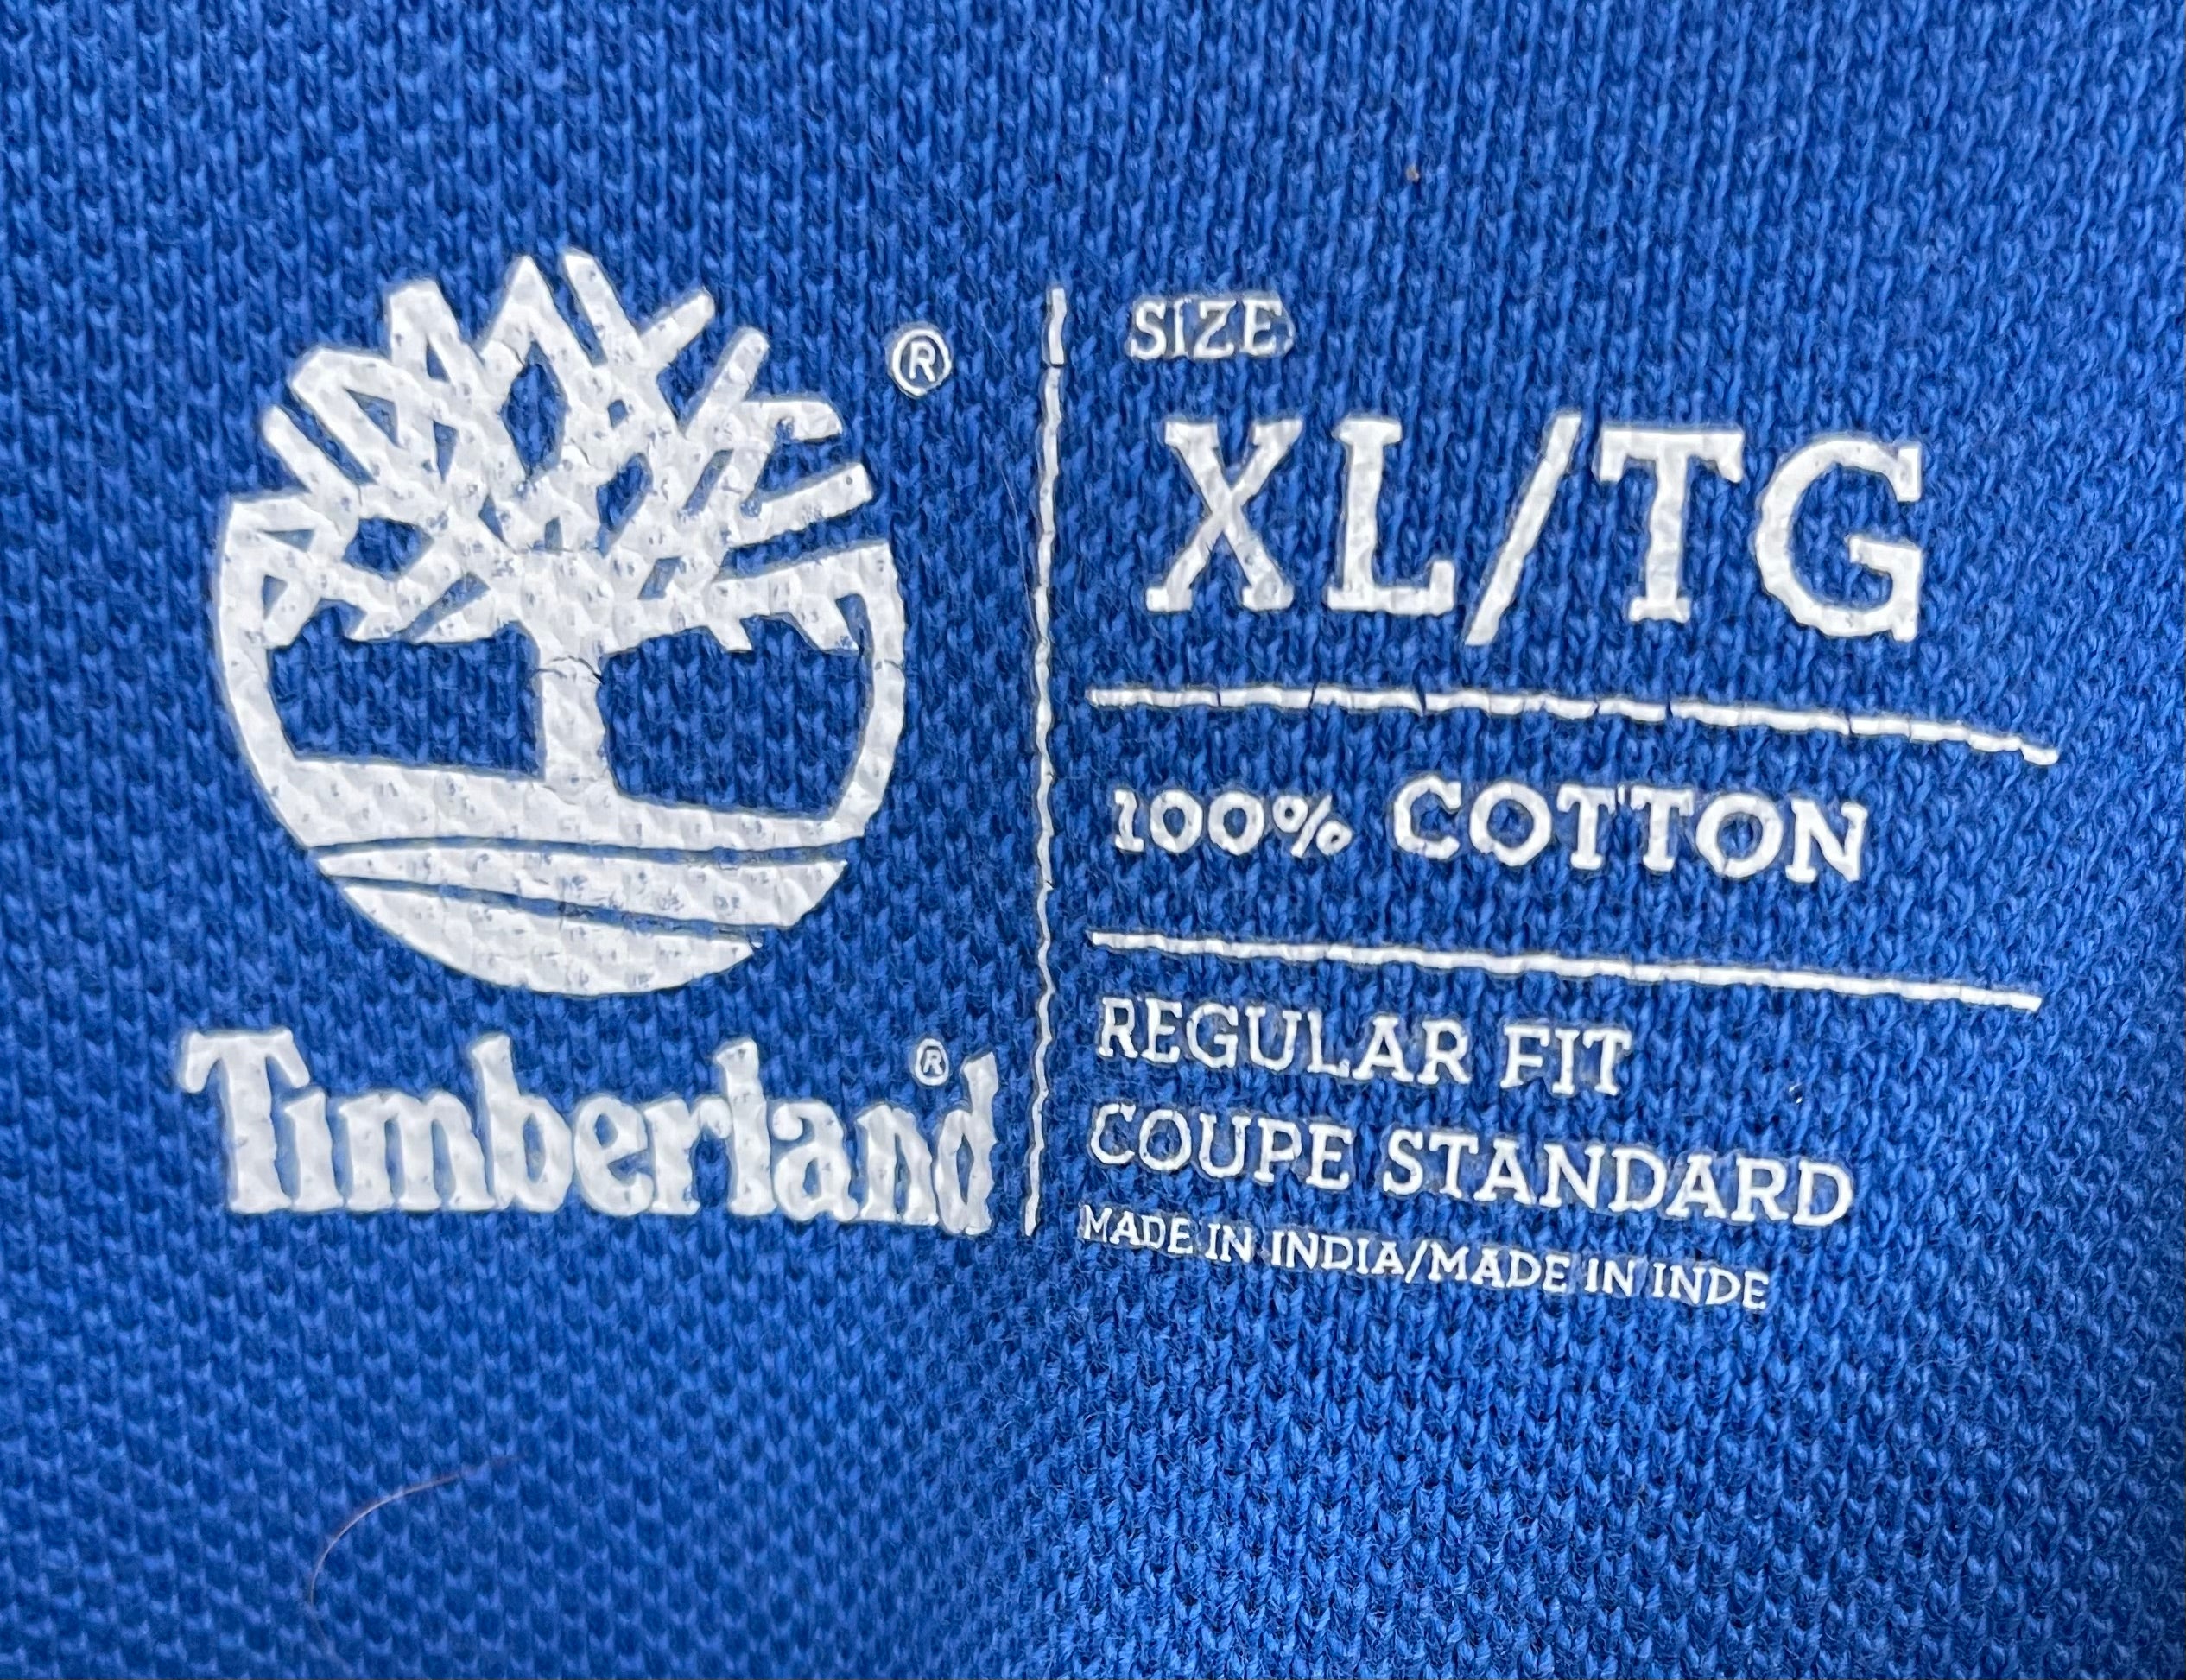 ®
Timberland®
SIZE
XL/TG
100% COTTON
REGULAR FIT
COUPE STANDARD
MADE IN INDIA/MADE IN INDE